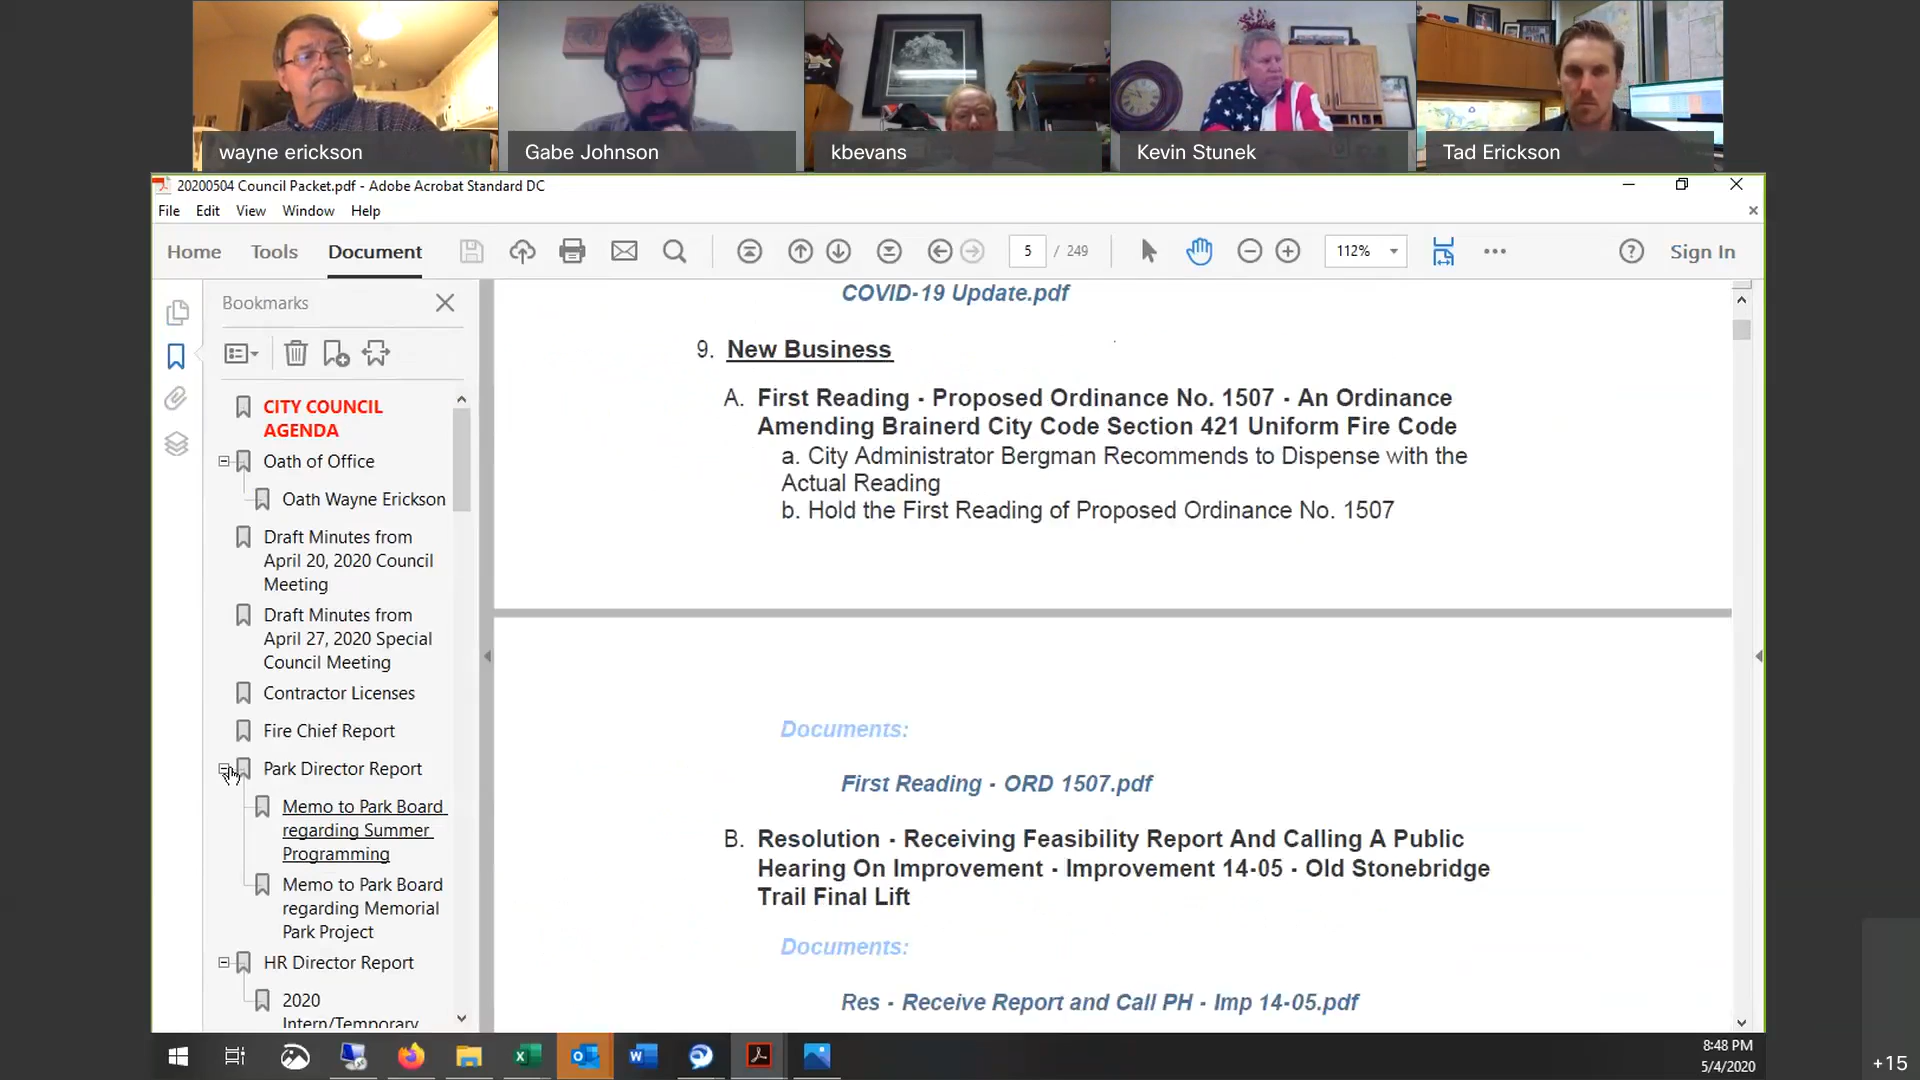 wayne erickson
Gabe Johnson
kbevans
Kevin Stunek
Tad Erickson
20200504 Council Packet.pdf - Adobe Acrobat Standard DC
File Edit View Window Help
Home Tools Document
5 / 249
112%
Sign In
Bookmarks
CITY COUNCIL
AGENDA
Oath of Office
Oath Wayne Erickson
Draft Minutes from
April 20, 2020 Council
Meeting
Draft Minutes from
April 27, 2020 Special
Council Meeting
Contractor Licenses
Fire Chief Report
Park Director Report
Memo to Park Board
regarding Summer
Programming
Memo to Park Board
regarding Memorial
Park Project
HR Director Report
2020
Intern/Temporary
COVID-19 Update.pdf
9. New Business
A. First Reading - Proposed Ordinance No. 1507 - An Ordinance
Amending Brainerd City Code Section 421 Uniform Fire Code
a. City Administrator Bergman Recommends to Dispense with the
Actual Reading
b. Hold the First Reading of Proposed Ordinance No. 1507
Documents:
First Reading - ORD 1507.pdf
B. Resolution - Receiving Feasibility Report And Calling A Public
Hearing On Improvement - Improvement 14-05 - Old Stonebridge
Trail Final Lift
Documents:
Res - Receive Report and Call PH - Imp 14-05.pdf
8:48 PM
5/4/2020
+15